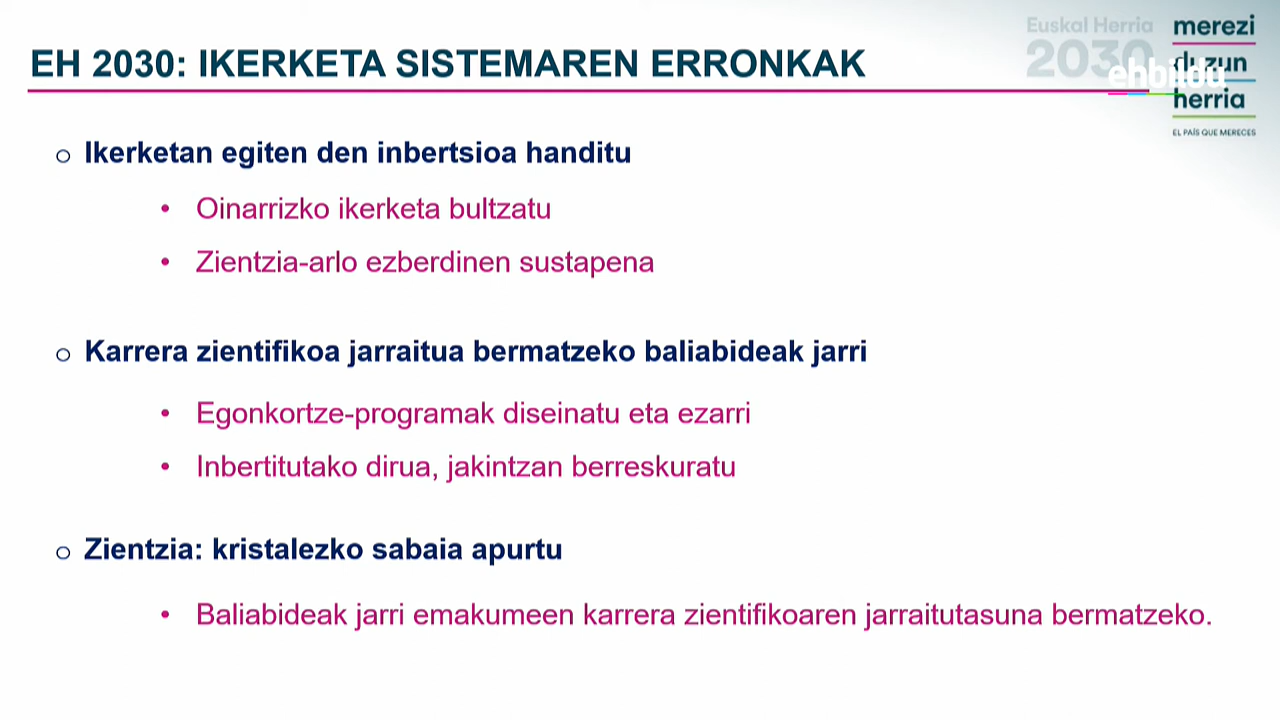 EH 2030: IKERKETA SISTEMAREN ERRONKAK
Euskal Herria
2030
merezi
duzun
herria
EL PAÍS QUE MERECES
ehbildu
o Ikerketan egiten den inbertsioa handitu
• Oinarrizko ikerketa bultzatu
• Zientzia-arlo ezberdinen sustapena
o Karrera zientifikoa jarraitua bermatzeko baliabideak jarri
• Egonkortze-programak diseinatu eta ezarri
• Inbertitutako dirua, jakintzan berreskuratu
o Zientzia: kristalezko sabaia apurtu
• Baliabideak jarri emakumeen karrera zientifikoaren jarraitutasuna bermatzeko.